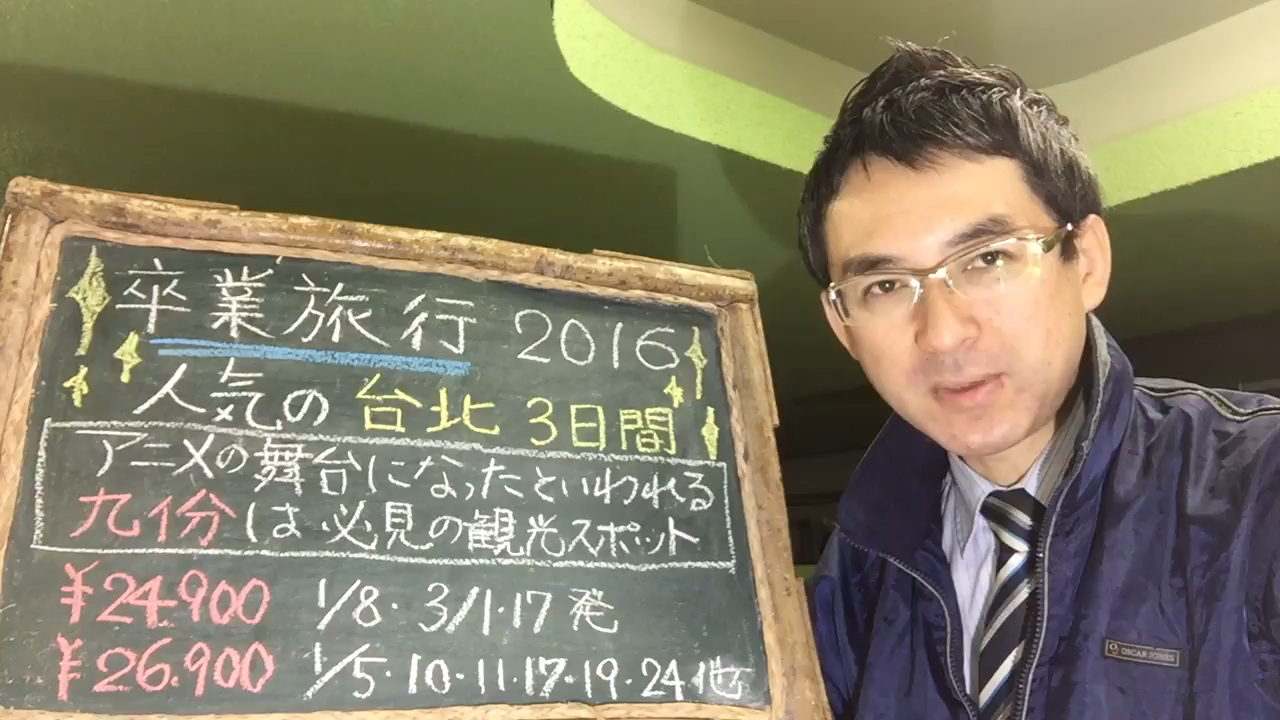 卒業旅行 2016
人気の 台北 3日間
アニメの舞台になったといわれる
九份は必見の観光スポット
¥24.900 1/8・3/1・17発
¥26.900 1/5・10・11・17・19・24他
OSCAR JONES